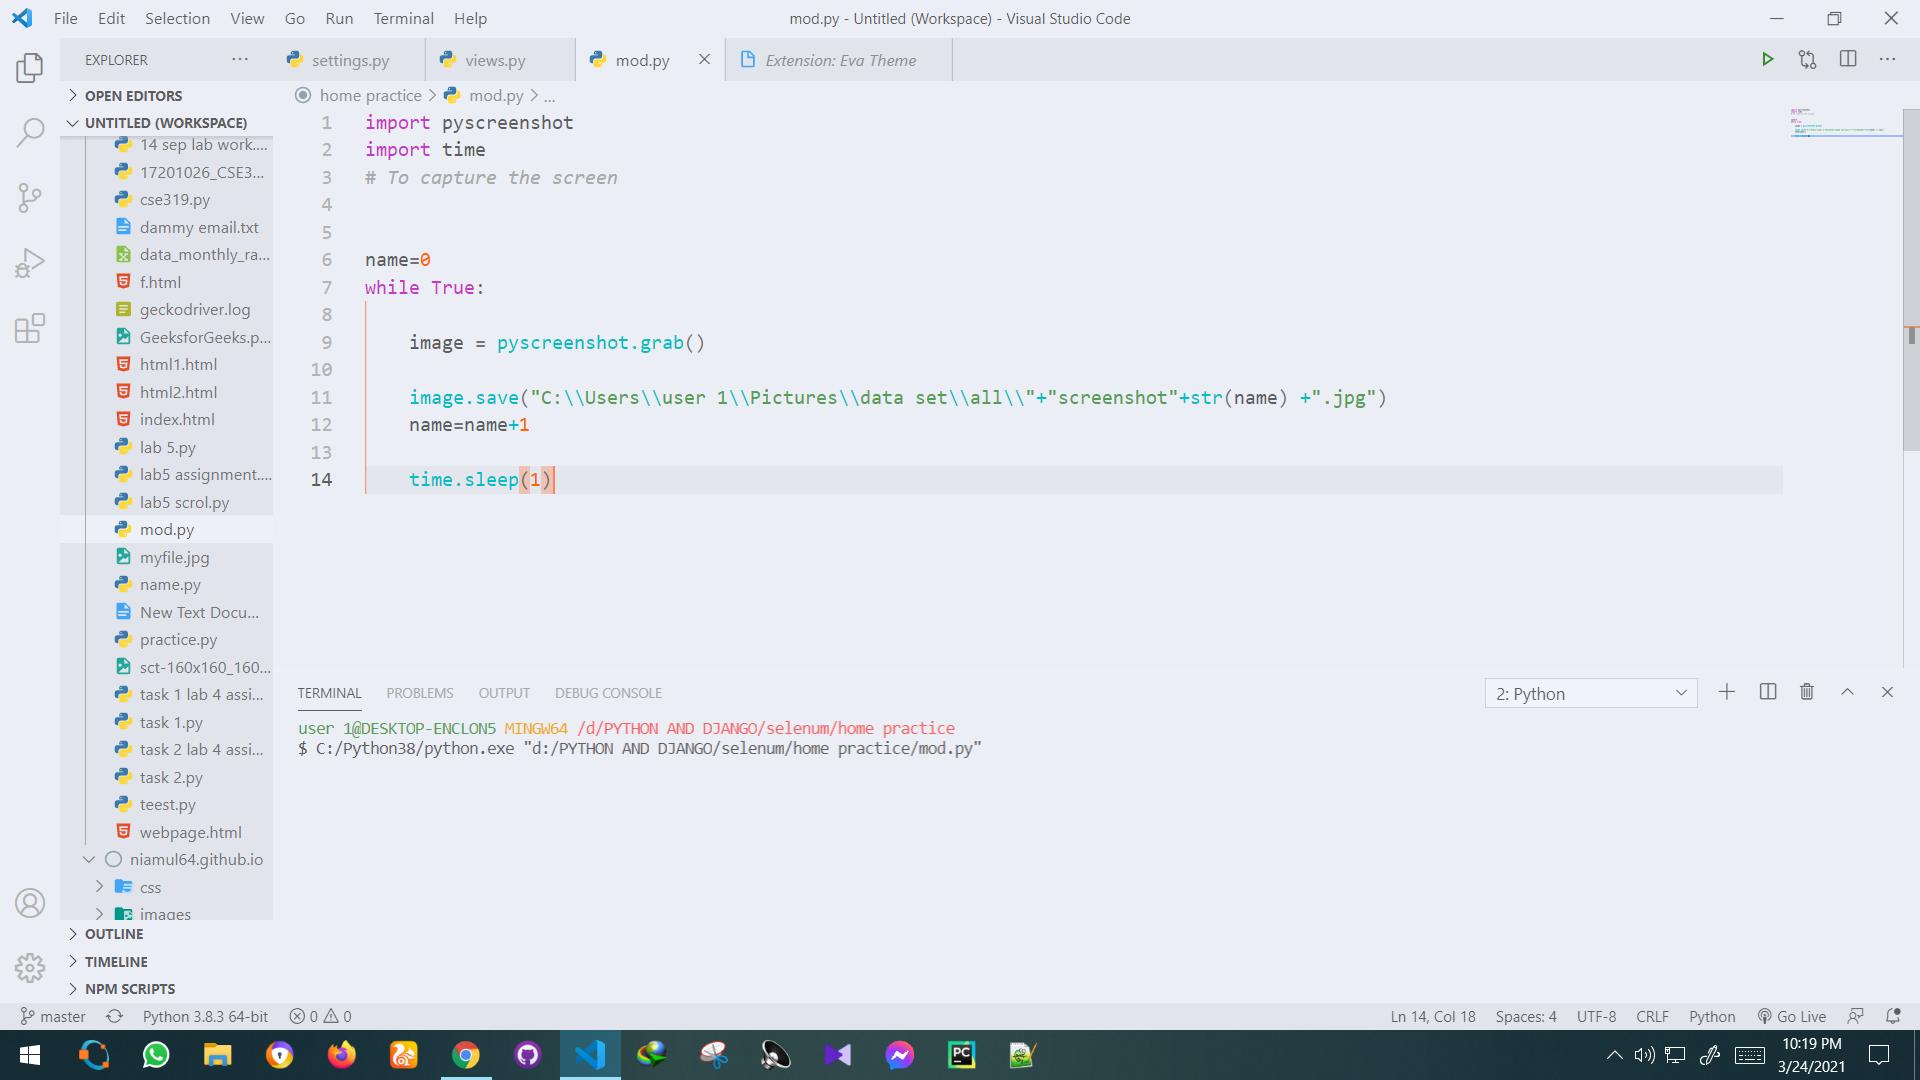 File Edit Selection View Go Run Terminal Help
mod.py - Untitled (Workspace) - Visual Studio Code
EXPLORER
settings.py
views.py
mod.py
Extension: Eva Theme
OPEN EDITORS
UNTITLED (WORKSPACE)
14 sep lab work....
17201026_CSE3...
cse319.py
dammy email.txt
data_monthly_ra...
f.html
geckodriver.log
GeeksforGeeks.p...
html1.html
html2.html
index.html
lab 5.py
lab5 assignment....
lab5 scrol.py
mod.py
myfile.jpg
name.py
New Text Docu...
practice.py
sct-160x160_160...
task 1 lab 4 assi...
task 1.py
task 2 lab 4 assi...
task 2.py
teest.py
webpage.html
niamul64.github.io
css
images
OUTLINE
TIMELINE
NPM SCRIPTS
home practice > mod.py > ...
1 import pyscreenshot
2 import time
3 # To capture the screen
4
5
6 name=0
7 while True:
8
9 image = pyscreenshot.grab()
10
11 image.save("C:\\Users\\user 1\\Pictures\\data set\\all\\"+"screenshot"+str(name) +".jpg")
12 name=name+1
13
14 time.sleep(1)
TERMINAL PROBLEMS OUTPUT DEBUG CONSOLE
2: Python
user 1@DESKTOP-ENCLON5 MINGW64 /d/PYTHON AND DJANGO/selenum/home practice
$ C:/Python38/python.exe "d:/PYTHON AND DJANGO/selenum/home practice/mod.py"
master Python 3.8.3 64-bit 0 0
Ln 14, Col 18 Spaces: 4 UTF-8 CRLF Python Go Live
PC
10:19 PM
3/24/2021